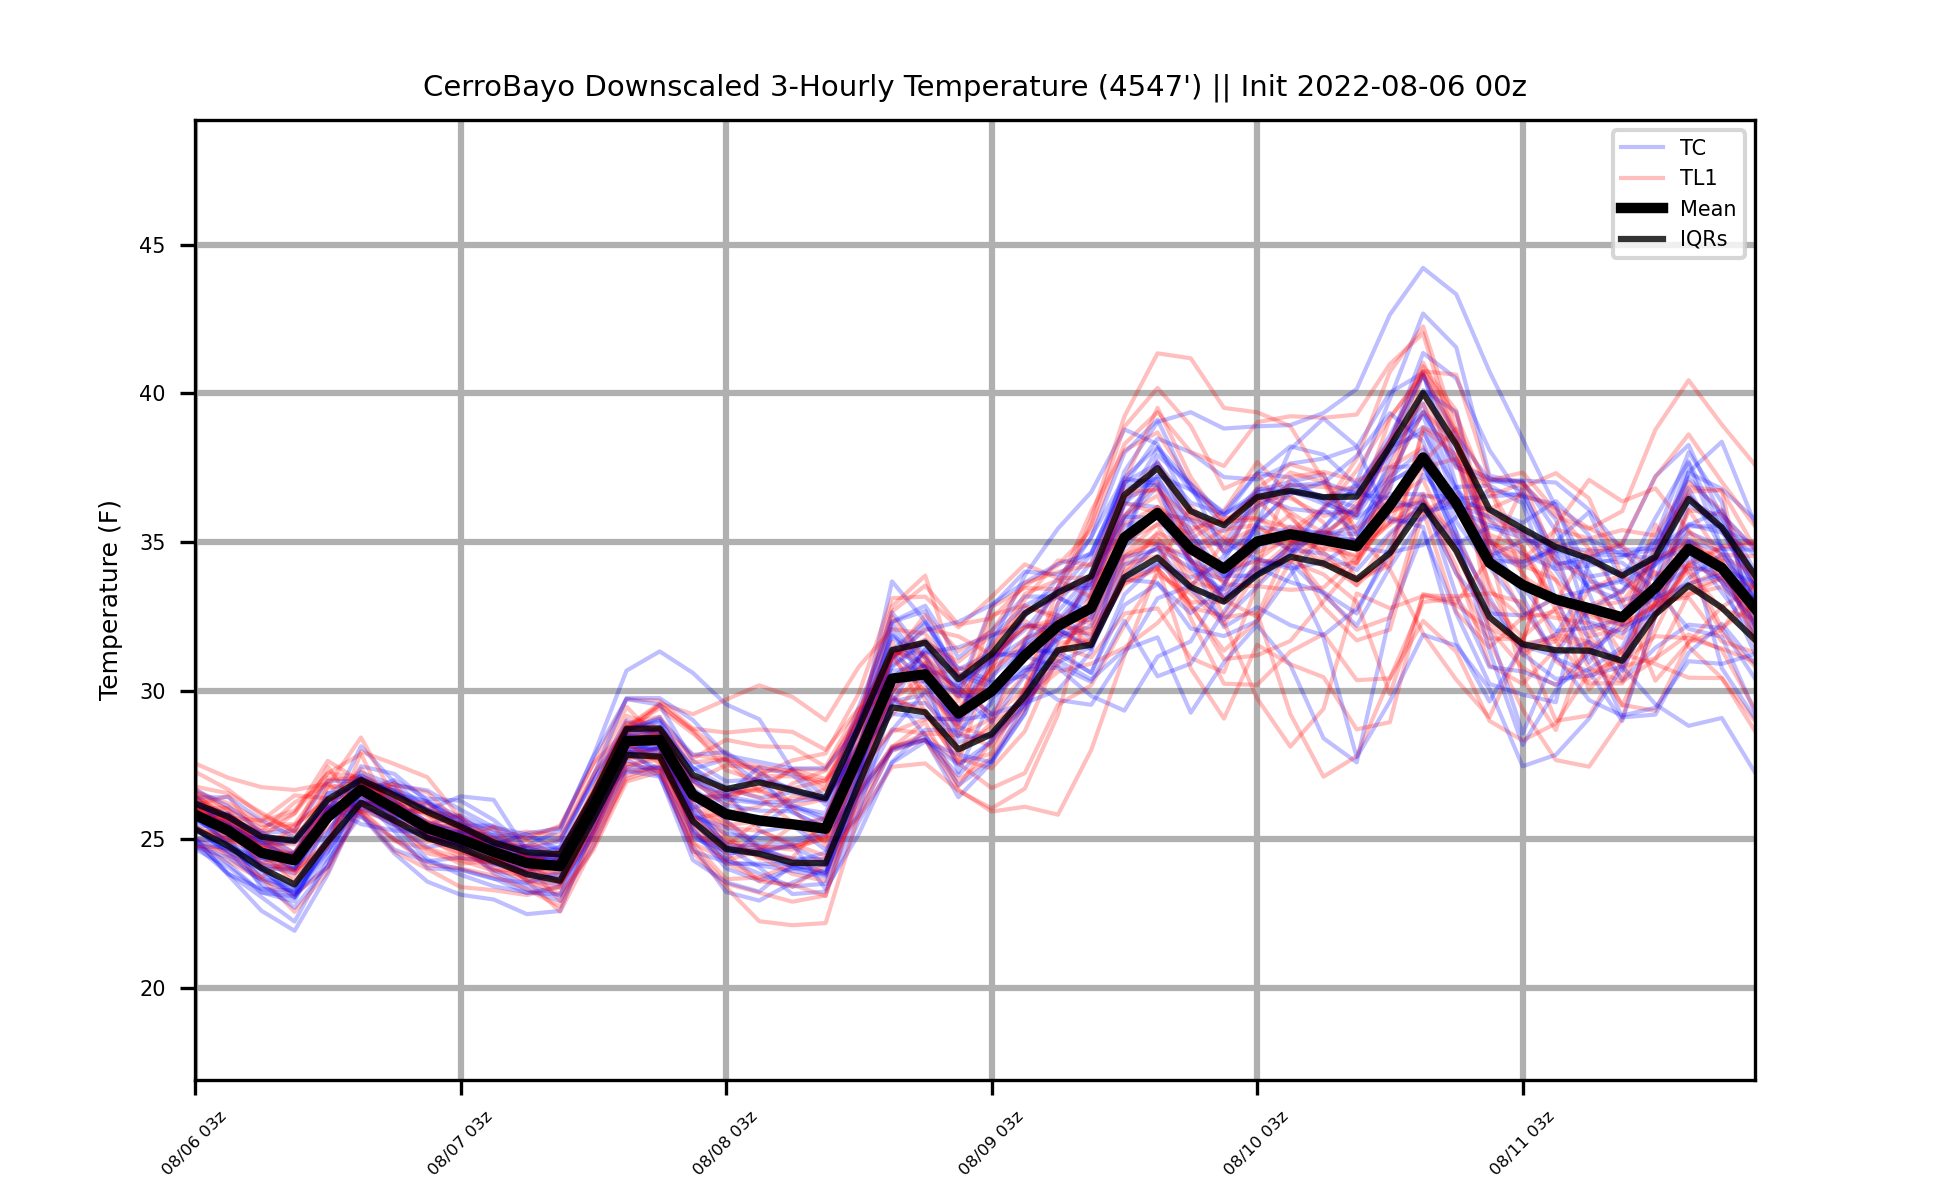 CerroBayo Downscaled 3-Hourly Temperature (4547') || Init 2022-08-06 00z
TC
TL1
Mean
IQRs
Temperature (F)
45
40
35
30
25
20
08/06 03z
08/07 03z
08/08 03z
08/09 03z
08/10 03z
08/11 03z